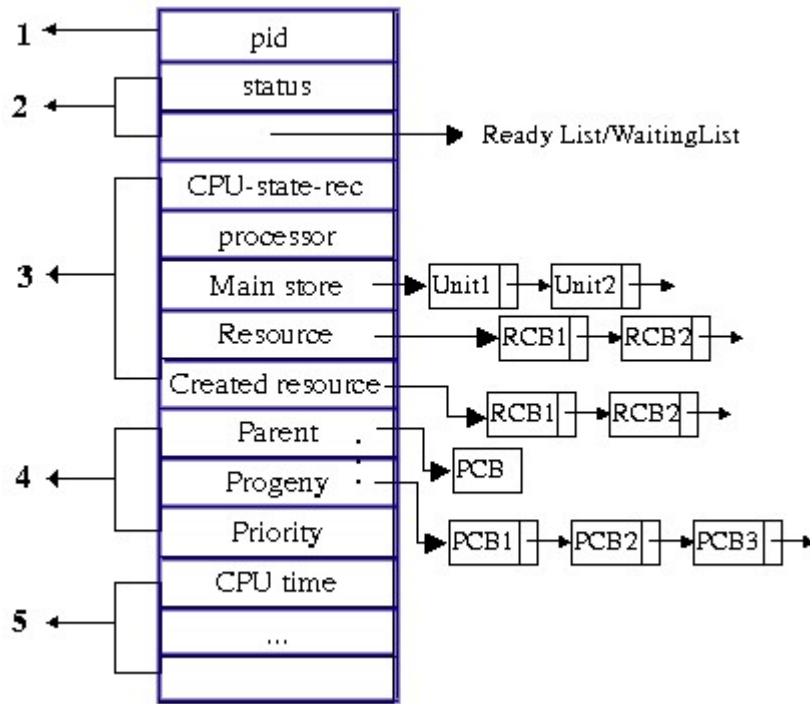 1
pid
2
status
Ready List/WaitingList
3
CPU-state-rec
processor
Main store
Unit1
Unit2
Resource
RCB1
RCB2
Created resource
RCB1
RCB2
4
Parent
PCB
Progeny
PCB1
PCB2
PCB3
Priority
5
CPU time
...